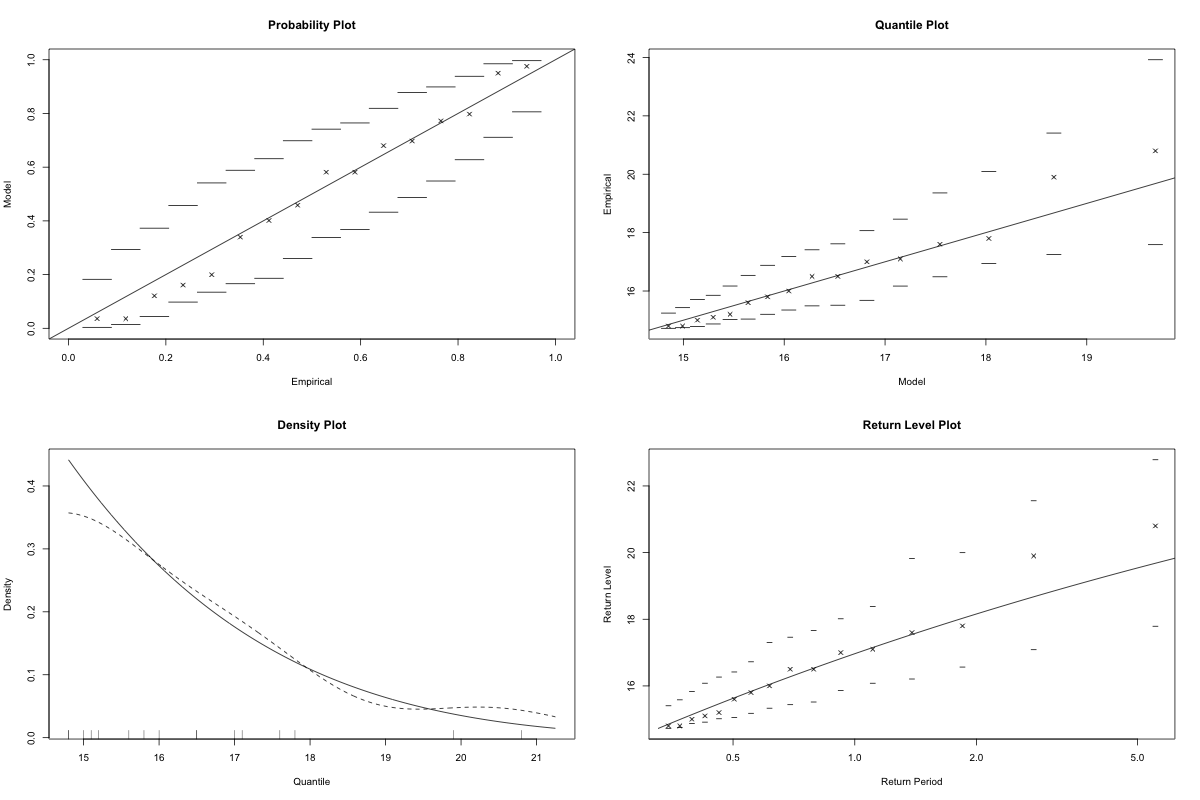 Probability Plot
Model
0.0 0.2 0.4 0.6 0.8 1.0
0.0 0.2 0.4 0.6 0.8 1.0
Empirical
Quantile Plot
Empirical
16 18 20 22 24
15 16 17 18 19
Model
Density Plot
Density
0.0 0.1 0.2 0.3 0.4
15 16 17 18 19 20 21
Quantile
Return Level Plot
Return Level
16 18 20 22
0.5 1.0 2.0 5.0
Return Period